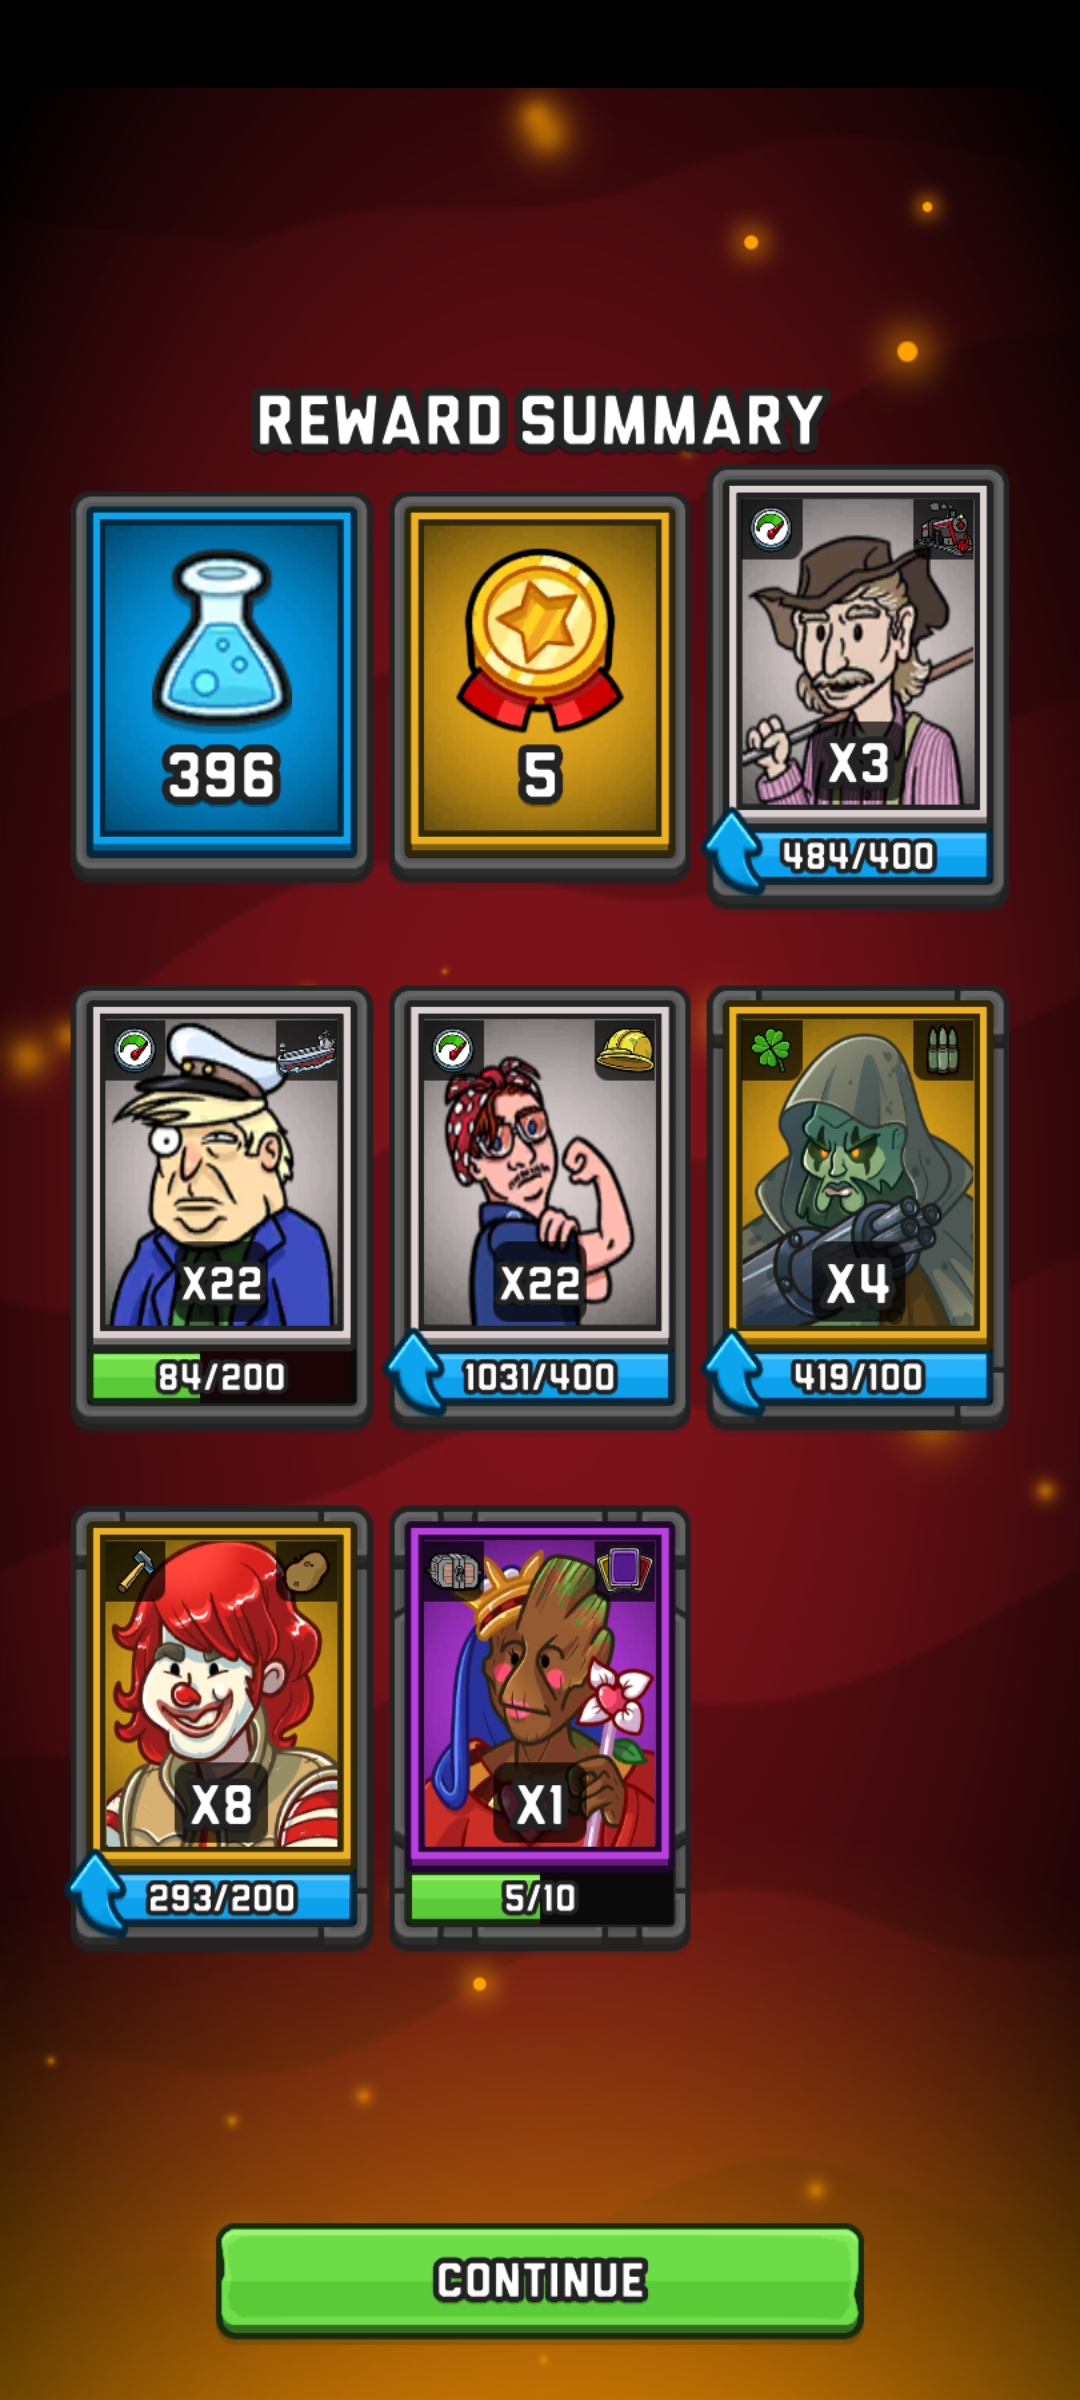 REWARD SUMMARY
396
5
X3
484/400
X22
84/200
X22
1031/400
X4
419/100
X8
293/200
X1
5/10
CONTINUE